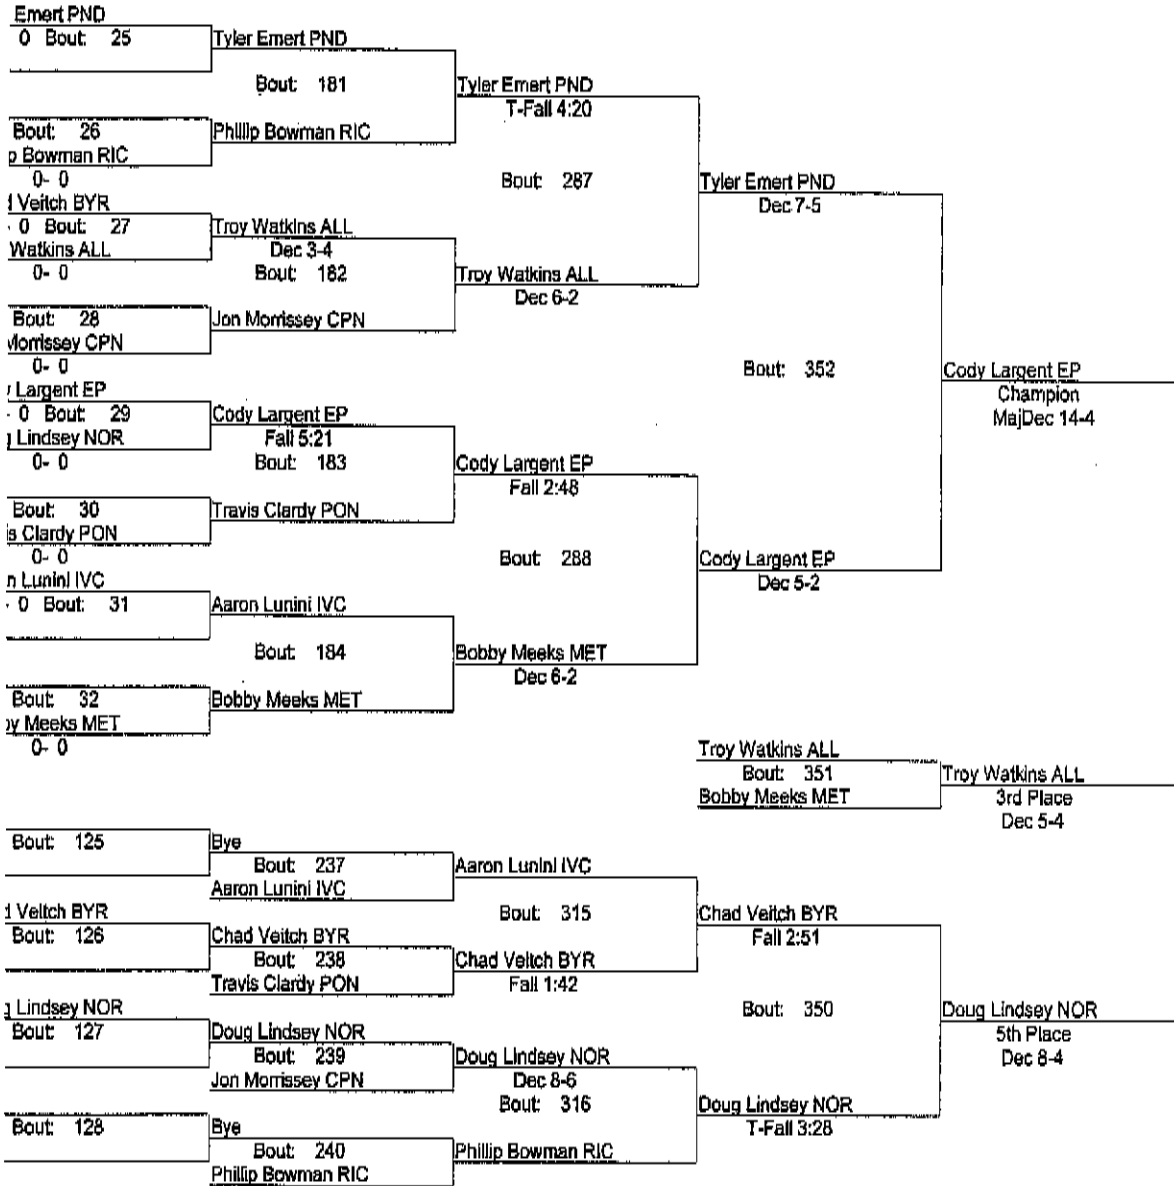 Emert PND
0 Bout: 25
Tyler Emert PND
Bout: 181
Tyler Emert PND
T-Fall 4:20
Bout: 26
Phillip Bowman RIC
p Bowman RIC
0- 0
Bout: 287
Tyler Emert PND
Dec 7-5
d Veitch BYR
- 0 Bout: 27
Troy Watkins ALL
Watkins ALL
Dec 3-4
0- 0
Bout: 182
Troy Watkins ALL
Dec 6-2
Bout: 28
Jon Morrissey CPN
Morrissey CPN
0- 0
Bout: 352
Cody Largent EP
Champion
MajDec 14-4
y Largent EP
- 0 Bout: 29
Cody Largent EP
g Lindsey NOR
Fall 5:21
0- 0
Bout: 183
Cody Largent EP
Fall 2:48
Bout: 30
Travis Clardy PON
is Clardy PON
0- 0
Bout: 288
Cody Largent EP
Dec 5-2
n Lunini IVC
- 0 Bout: 31
Aaron Lunini IVC
Bout: 184
Bobby Meeks MET
Dec 6-2
Bout: 32
Bobby Meeks MET
by Meeks MET
0- 0
Troy Watkins ALL
Bout: 351
Troy Watkins ALL
Bobby Meeks MET
3rd Place
Dec 5-4
Bout: 125
Bye
Bout: 237
Aaron Lunini IVC
Aaron Lunini IVC
d Veitch BYR
Bout: 315
Chad Veitch BYR
Fall 2:51
Bout: 126
Chad Veitch BYR
Bout: 238
Chad Veitch BYR
Travis Clardy PON
Fall 1:42
g Lindsey NOR
Bout: 350
Doug Lindsey NOR
5th Place
Dec 8-4
Bout: 127
Doug Lindsey NOR
Bout: 239
Doug Lindsey NOR
Jon Morrissey CPN
Dec 8-6
Bout: 316
Doug Lindsey NOR
T-Fall 3:28
Bout: 128
Bye
Bout: 240
Phillip Bowman RIC
Phillip Bowman RIC